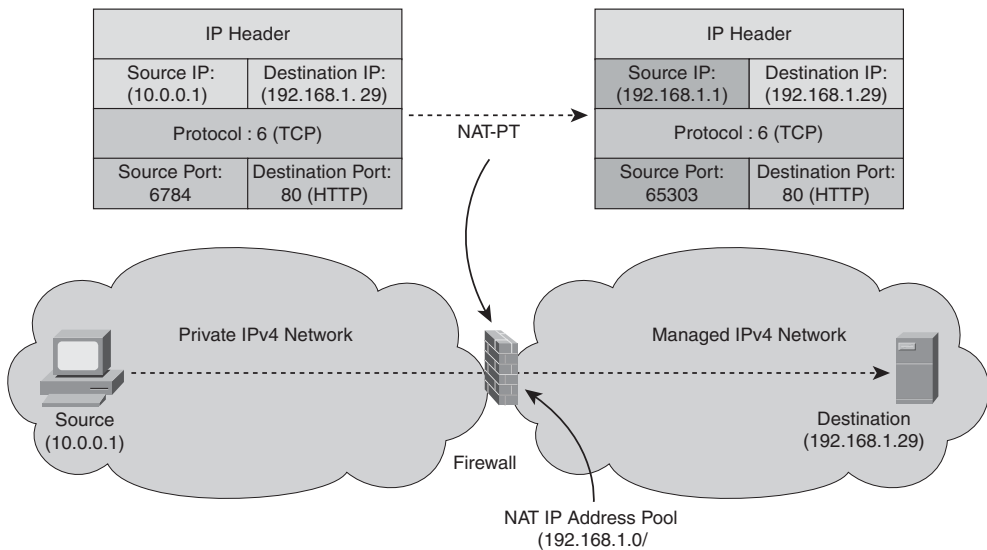 IP Header
Source IP:
(10.0.0.1)
Destination IP:
(192.168.1. 29)
Protocol : 6 (TCP)
Source Port:
6784
Destination Port:
80 (HTTP)
NAT-PT
IP Header
Source IP:
(192.168.1.1)
Destination IP:
(192.168.1.29)
Protocol : 6 (TCP)
Source Port:
65303
Destination Port:
80 (HTTP)
Private IPv4 Network
Managed IPv4 Network
Source
(10.0.0.1)
Firewall
Destination
(192.168.1.29)
NAT IP Address Pool
(192.168.1.0/